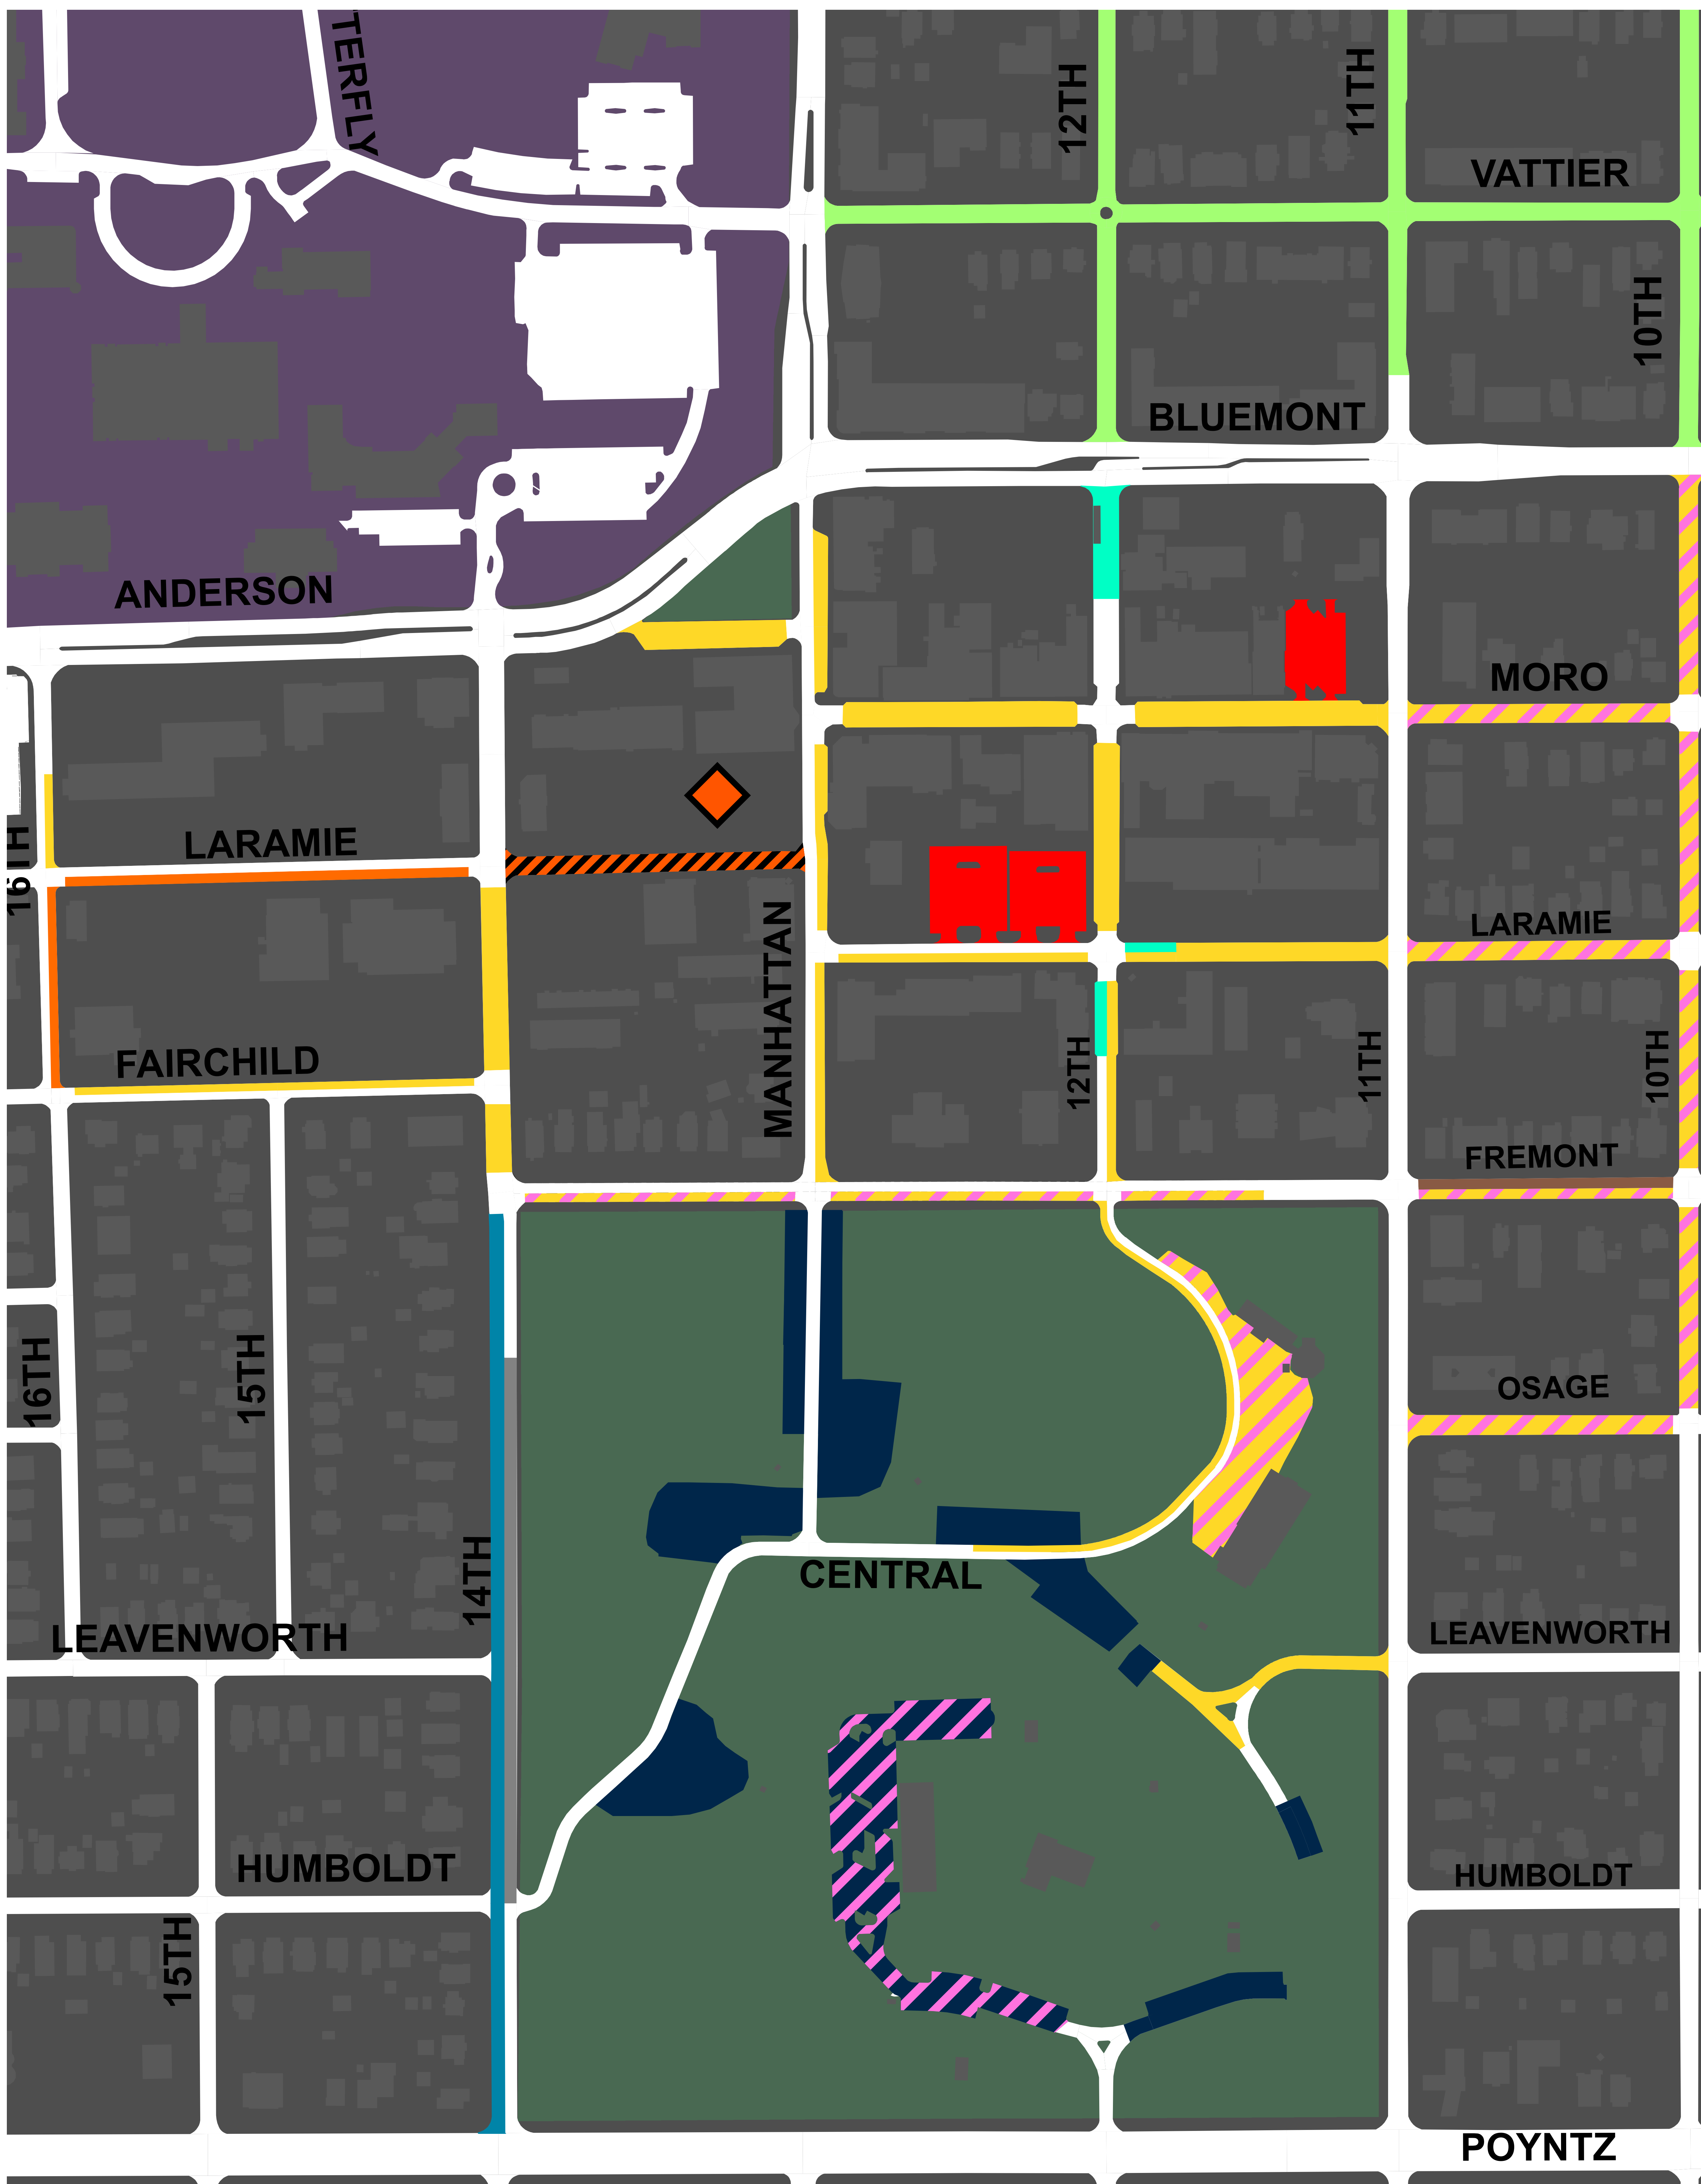 TERFLY
12TH
11TH
VATTIER
10TH
BLUEMONT
ANDERSON
MORO
LARAMIE
16TH
MANHATTAN
LARAMIE
FAIRCHILD
12TH
11TH
10TH
FREMONT
16TH
15TH
OSAGE
14TH
CENTRAL
LEAVENWORTH
LEAVENWORTH
HUMBOLDT
HUMBOLDT
15TH
POYNTZ